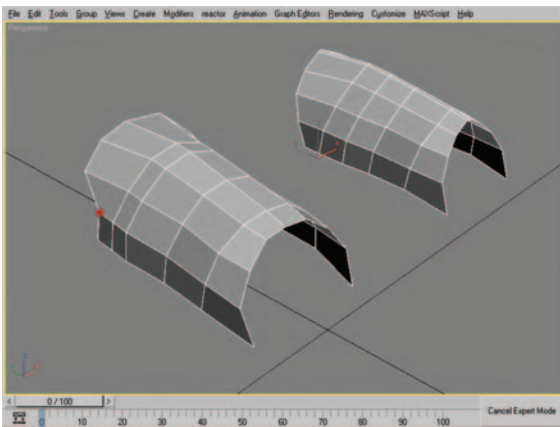 File Edit Tools Group Views Create Modifiers reactor Animation Graph Editors Rendering Customize MAXScript Help
Perspective
0 / 100
0 10 20 30 40 50 60 70 80 90 100
Cancel Expert Mode